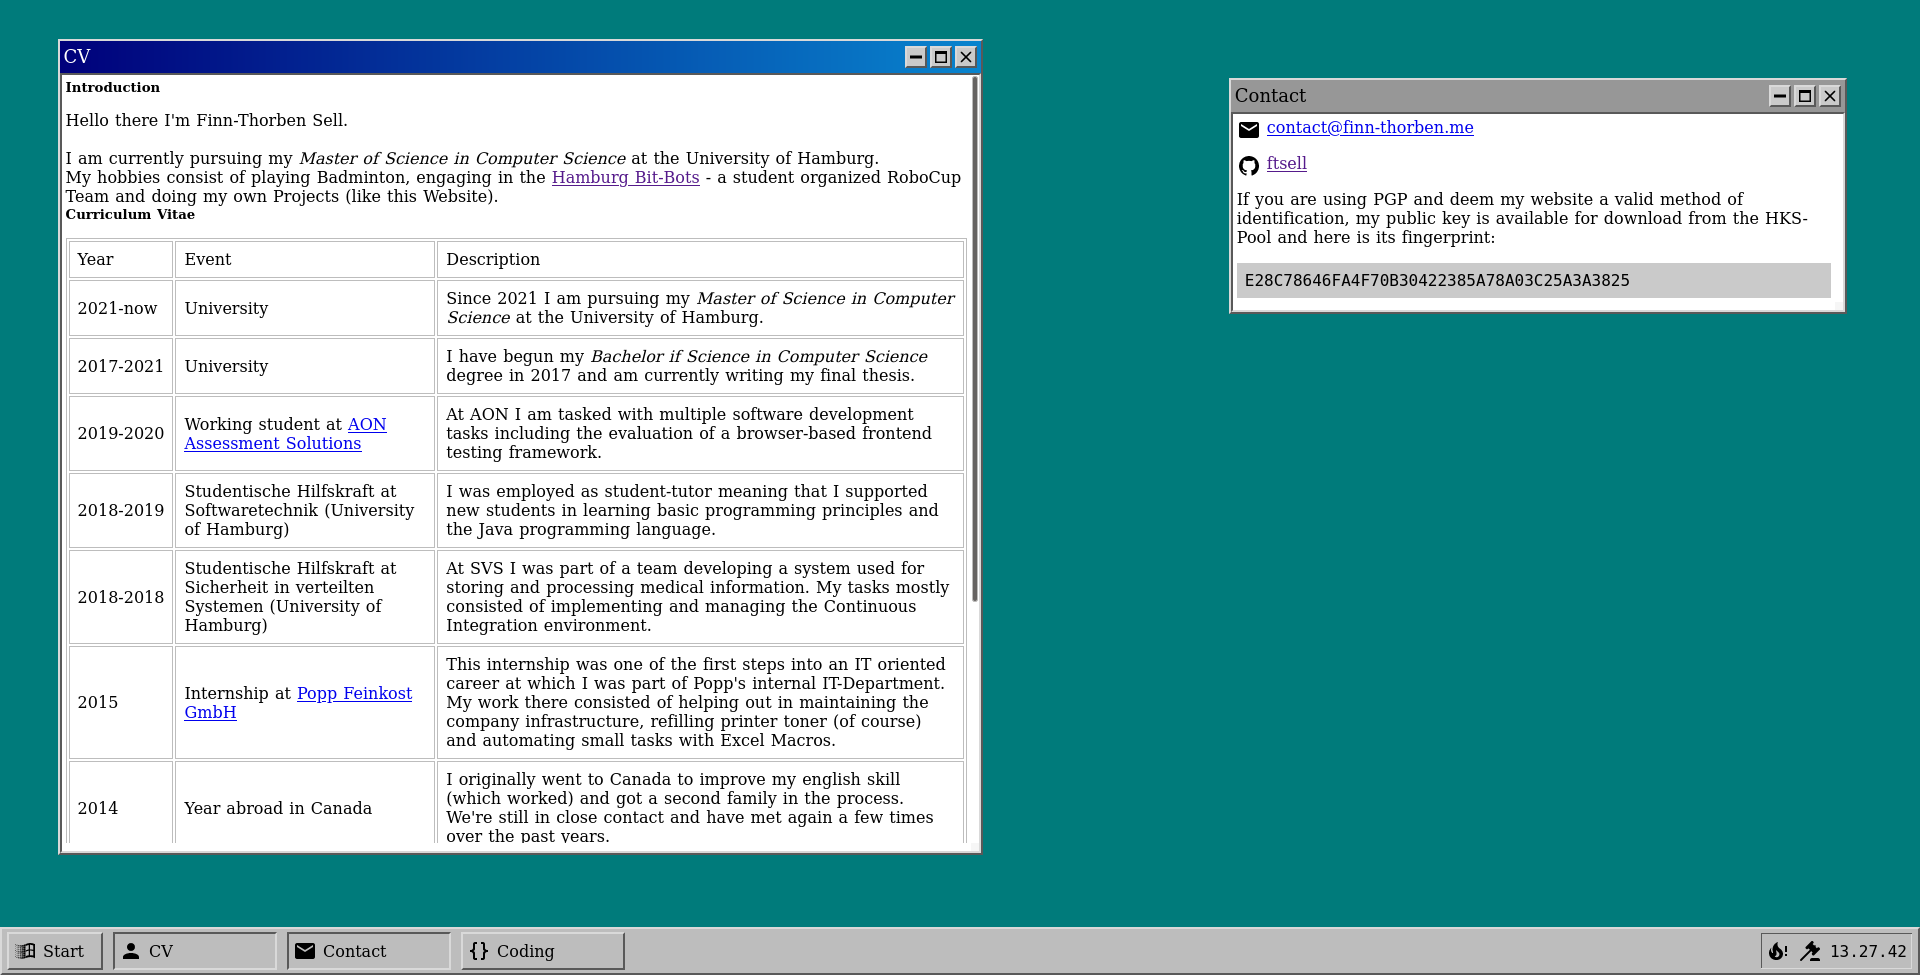 CV
Introduction
Hello there I'm Finn-Thorben Sell.
I am currently pursuing my Master of Science in Computer Science at the University of Hamburg.
My hobbies consist of playing Badminton, engaging in the Hamburg Bit-Bots - a student organized RoboCup
Team and doing my own Projects (like this Website).
Curriculum Vitae
Year Event Description
2021-now University Since 2021 I am pursuing my Master of Science in Computer
Science at the University of Hamburg.
2017-2021 University I have begun my Bachelor if Science in Computer Science
degree in 2017 and am currently writing my final thesis.
2019-2020
Working student at AON
Assessment Solutions
At AON I am tasked with multiple software development
tasks including the evaluation of a browser-based frontend
testing framework.
2018-2019
Studentische Hilfskraft at
Softwaretechnik (University
of Hamburg)
I was employed as student-tutor meaning that I supported
new students in learning basic programming principles and
the Java programming language.
2018-2018
Studentische Hilfskraft at
Sicherheit in verteilten
Systemen (University of
Hamburg)
At SVS I was part of a team developing a system used for
storing and processing medical information. My tasks mostly
consisted of implementing and managing the Continuous
Integration environment.
2015
Internship at Popp Feinkost
GmbH
This internship was one of the first steps into an IT oriented
career at which I was part of Popp's internal IT-Department.
My work there consisted of helping out in maintaining the
company infrastructure, refilling printer toner (of course)
and automating small tasks with Excel Macros.
2014
Year abroad in Canada
I originally went to Canada to improve my english skill
(which worked) and got a second family in the process.
We're still in close contact and have met again a few times
over the past years.
Contact
contact@finn-thorben.me
ftsell
If you are using PGP and deem my website a valid method of
identification, my public key is available for download from the HKS-
Pool and here is its fingerprint:
E28C78646FA4F70B30422385A78A03C25A3A3825
Start CV Contact Coding 13.27.42